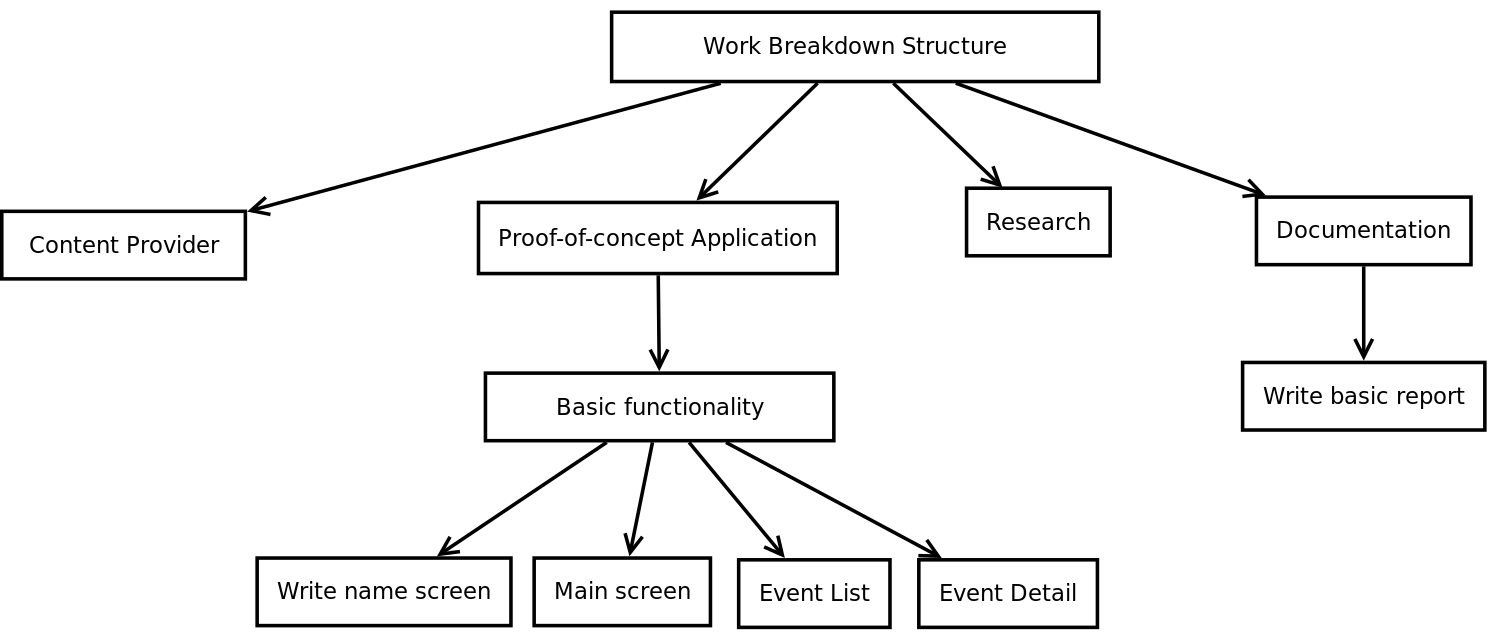 Work Breakdown Structure
Content Provider
Proof-of-concept Application
Research
Documentation
Basic functionality
Write basic report
Write name screen
Main screen
Event List
Event Detail